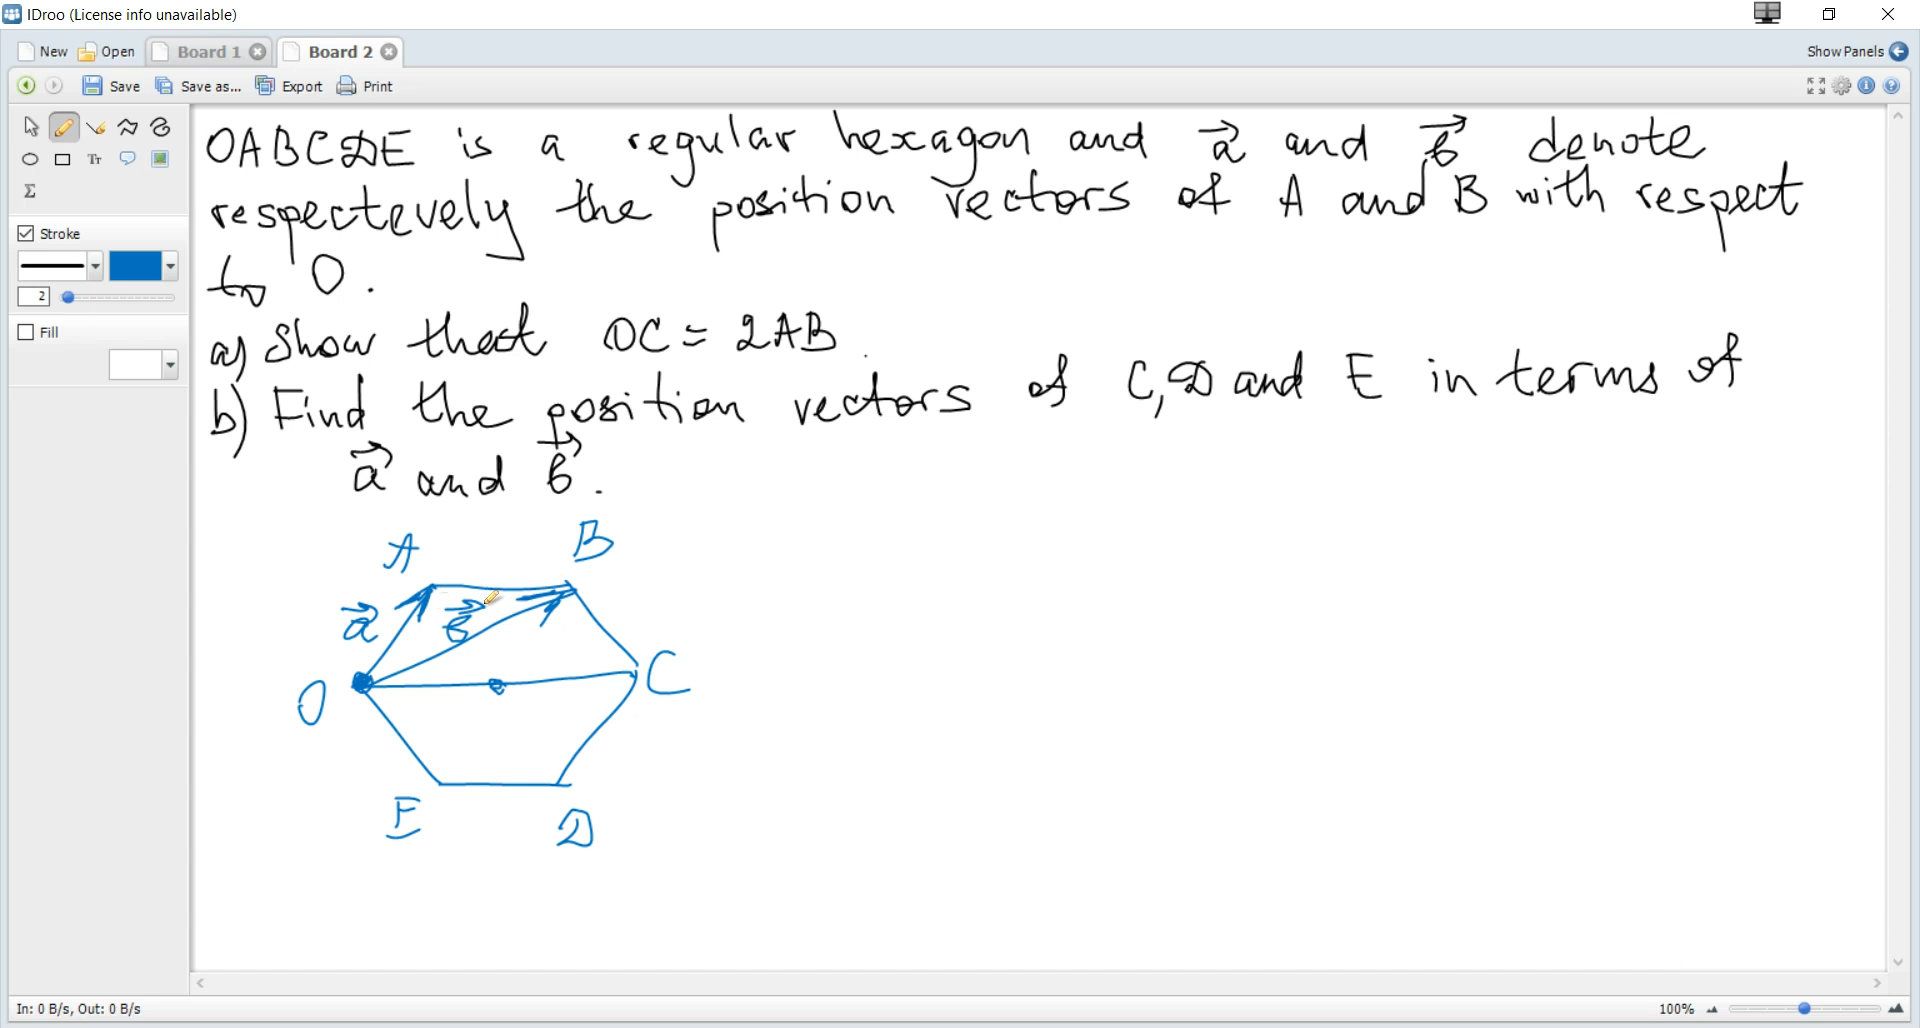 IDroo (License info unavailable)
New Open Board 1 Board 2 Show Panels
Save Save as... Export Print
OABCDE is a regular hexagon and a⃗ and b⃗ denote
respectevely the position vectors of A and B with respect
to O.
a) Show that OC = 2AB.
b) Find the position vectors of C, D and E in terms of
a⃗ and b⃗.
Stroke
2
Fill
A B
a⃗ b⃗
O C
E D
In: 0 B/s, Out: 0 B/s 100%